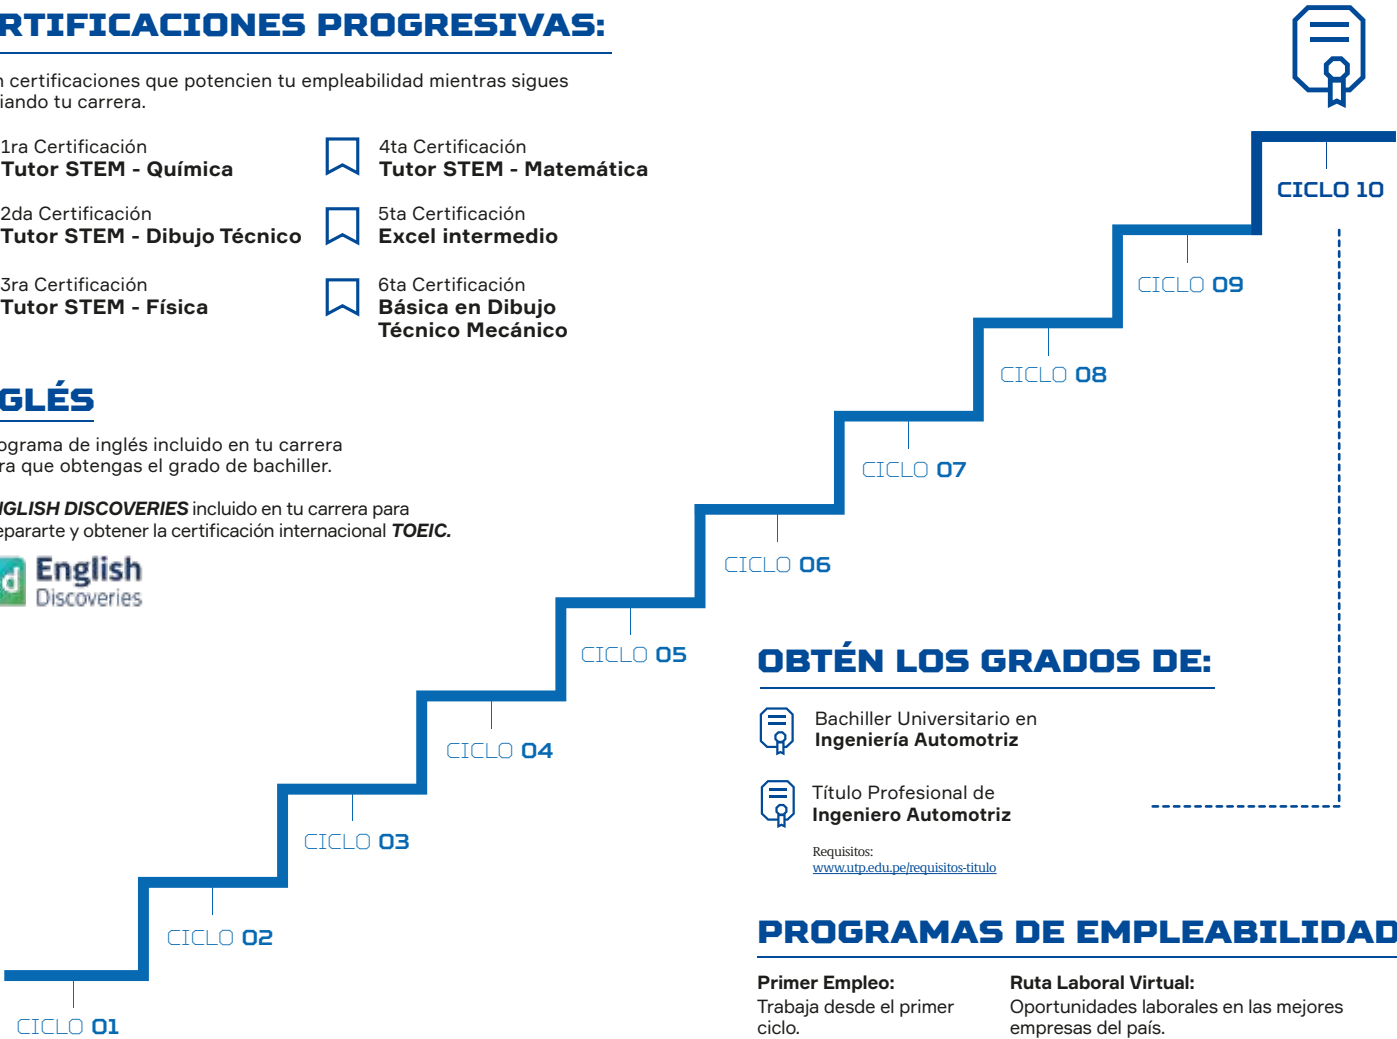 RTIFICACIONES PROGRESIVAS:
n certificaciones que potencien tu empleabilidad mientras sigues
iando tu carrera.
1ra Certificación
Tutor STEM - Química
2da Certificación
Tutor STEM - Dibujo Técnico
3ra Certificación
Tutor STEM - Física
4ta Certificación
Tutor STEM - Matemática
5ta Certificación
Excel intermedio
6ta Certificación
Básica en Dibujo
Técnico Mecánico
GLÉS
ograma de inglés incluido en tu carrera
ra que obtengas el grado de bachiller.
NGLISH DISCOVERIES incluido en tu carrera para
epararte y obtener la certificación internacional TOEIC.
d English
Discoveries
CICLO 10
CICLO 09
CICLO 08
CICLO 07
CICLO 06
CICLO 05
CICLO 04
CICLO 03
CICLO 02
CICLO 01
OBTÉN LOS GRADOS DE:
Bachiller Universitario en
Ingeniería Automotriz
Título Profesional de
Ingeniero Automotriz
Requisitos:
www.utp.edu.pe/requisitos-titulo
PROGRAMAS DE EMPLEABILIDAD
Primer Empleo:
Trabaja desde el primer
ciclo.
Ruta Laboral Virtual:
Oportunidades laborales en las mejores
empresas del país.